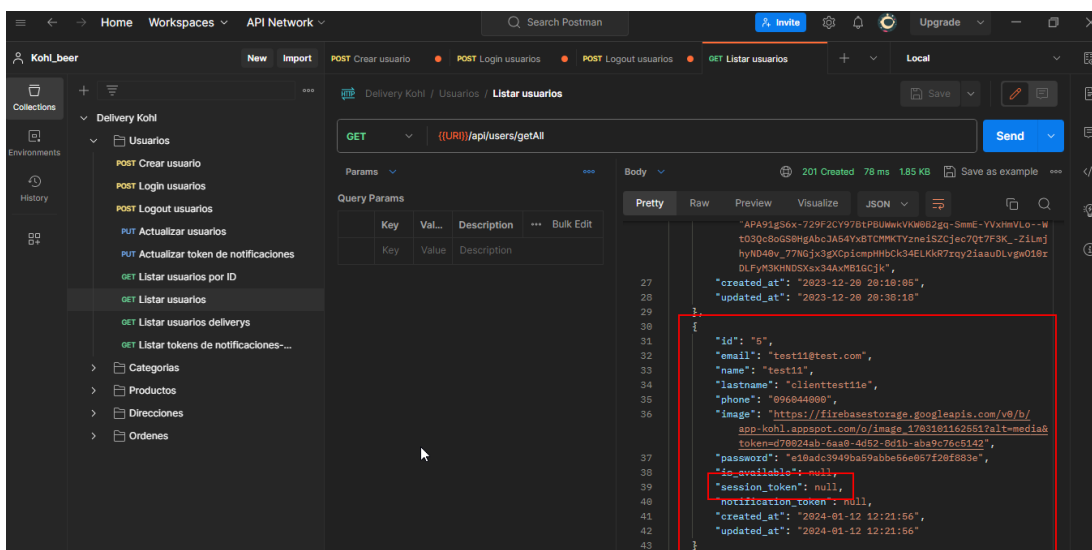 Home Workspaces API Network Search Postman Invite Upgrade
Kohl_beer New Import POST Crear usuario POST Login usuarios POST Logout usuarios GET Listar usuarios Local
Collections
Environments
History
Delivery Kohl
Usuarios
POST Crear usuario
POST Login usuarios
POST Logout usuarios
PUT Actualizar usuarios
PUT Actualizar token de notificaciones
GET Listar usuarios por ID
GET Listar usuarios
GET Listar usuarios deliverys
GET Listar tokens de notificaciones-...
Categorias
Productos
Direcciones
Ordenes
HTTP Delivery Kohl / Usuarios / Listar usuarios Save
GET {{URI}}/api/users/getAll Send
Params
Query Params
Key Val... Description Bulk Edit
Key Value Description
Body 201 Created 78 ms 1.85 KB Save as example
Pretty Raw Preview Visualize JSON
27 "created_at": "2023-12-20 20:10:05",
28 "updated_at": "2023-12-20 20:38:18"
29 },
30 {
31 "id": "5",
32 "email": "test11@test.com",
33 "name": "test11",
34 "lastname": "clienttest11e",
35 "phone": "096044000",
36 "image": "https://firebasestorage.googleapis.com/v0/b/
app-kohl.appspot.com/o/image_1703101162551?alt=media&
token=d70024ab-6aa0-4d52-8d1b-aba9c76c5142",
37 "password": "e10adc3949ba59abbe56e057f20f883e",
38 "is_available": null,
39 "session_token": null,
40 "notification_token": null,
41 "created_at": "2024-01-12 12:21:56",
42 "updated_at": "2024-01-12 12:21:56"
43 }